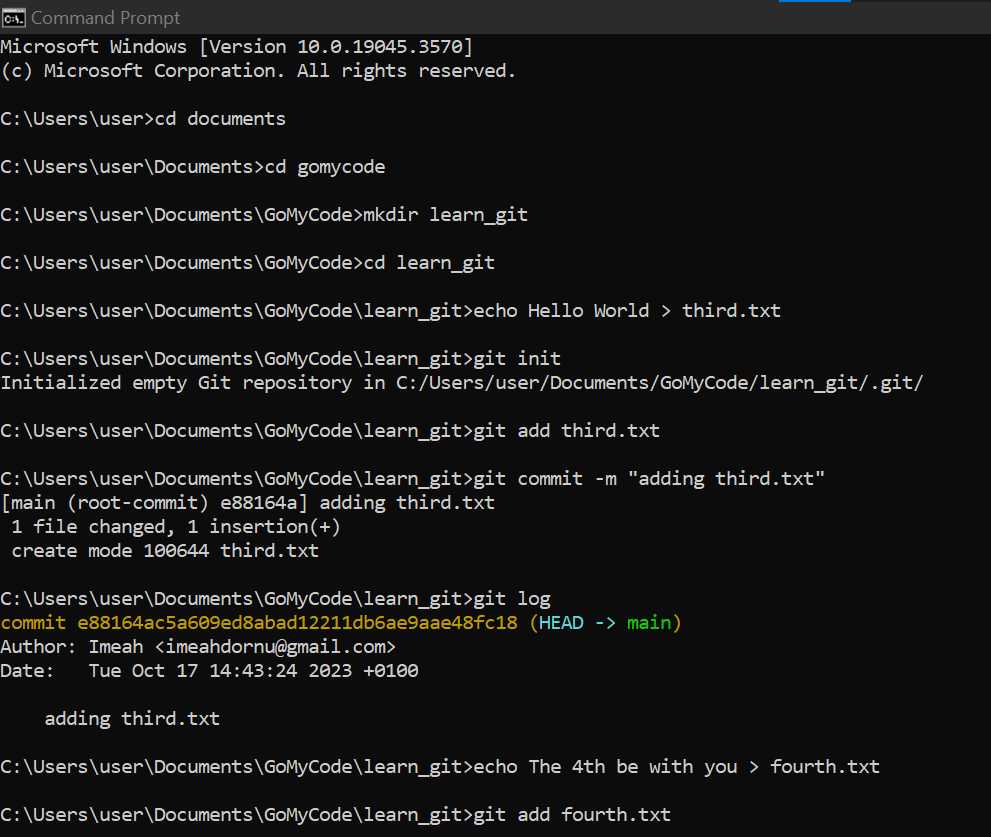 Command Prompt
Microsoft Windows [Version 10.0.19045.3570]
(c) Microsoft Corporation. All rights reserved.
C:\Users\user>cd documents
C:\Users\user\Documents>cd gomycode
C:\Users\user\Documents\GoMyCode>mkdir learn_git
C:\Users\user\Documents\GoMyCode>cd learn_git
C:\Users\user\Documents\GoMyCode\learn_git>echo Hello World > third.txt
C:\Users\user\Documents\GoMyCode\learn_git>git init
Initialized empty Git repository in C:/Users/user/Documents/GoMyCode/learn_git/.git/
C:\Users\user\Documents\GoMyCode\learn_git>git add third.txt
C:\Users\user\Documents\GoMyCode\learn_git>git commit -m "adding third.txt"
[main (root-commit) e88164a] adding third.txt
 1 file changed, 1 insertion(+)
 create mode 100644 third.txt
C:\Users\user\Documents\GoMyCode\learn_git>git log
commit e88164ac5a609ed8abad12211db6ae9aae48fc18 (HEAD -> main)
Author: Imeah <imeahdornu@gmail.com>
Date:   Tue Oct 17 14:43:24 2023 +0100
    adding third.txt
C:\Users\user\Documents\GoMyCode\learn_git>echo The 4th be with you > fourth.txt
C:\Users\user\Documents\GoMyCode\learn_git>git add fourth.txt